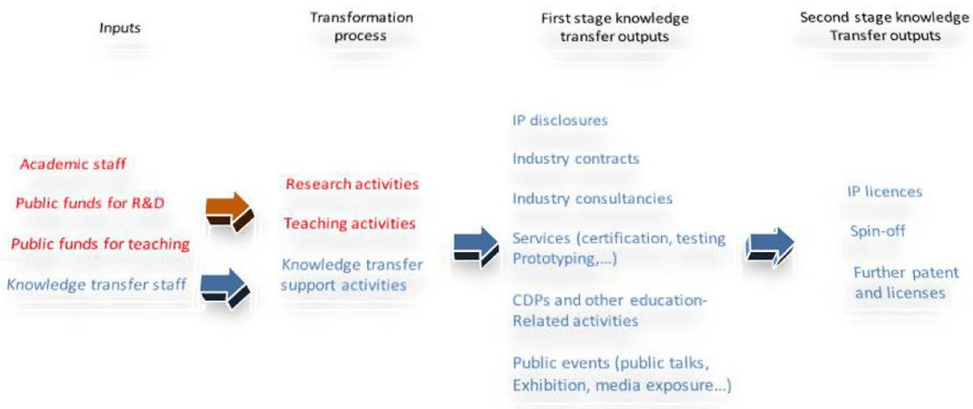 Inputs
Transformation
process
First stage knowledge
transfer outputs
Second stage knowledge
Transfer outputs
Academic staff
Public funds for R&D
Public funds for teaching
Knowledge transfer staff
Research activities
Teaching activities
Knowledge transfer
support activities
IP disclosures
Industry contracts
Industry consultancies
Services (certification, testing
Prototyping,...)
CDPs and other education-
Related activities
Public events (public talks,
Exhibition, media exposure...)
IP licences
Spin-off
Further patent
and licenses